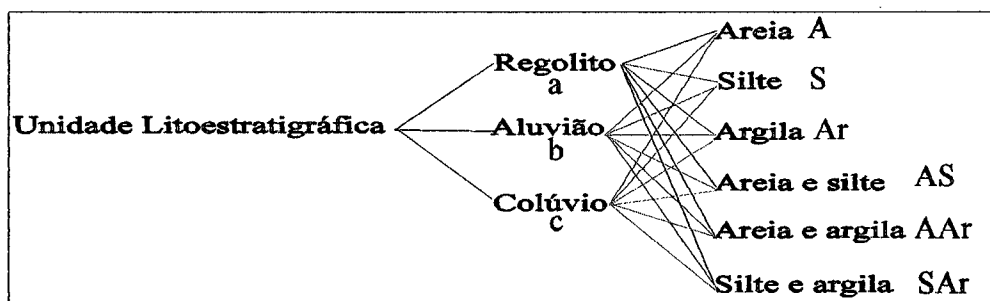 Unidade Litoestratigráfica
Regolito
a
Aluvião
b
Colúvio
c
Areia A
Silte S
Argila Ar
Areia e silte AS
Areia e argila AAr
Silte e argila SAr